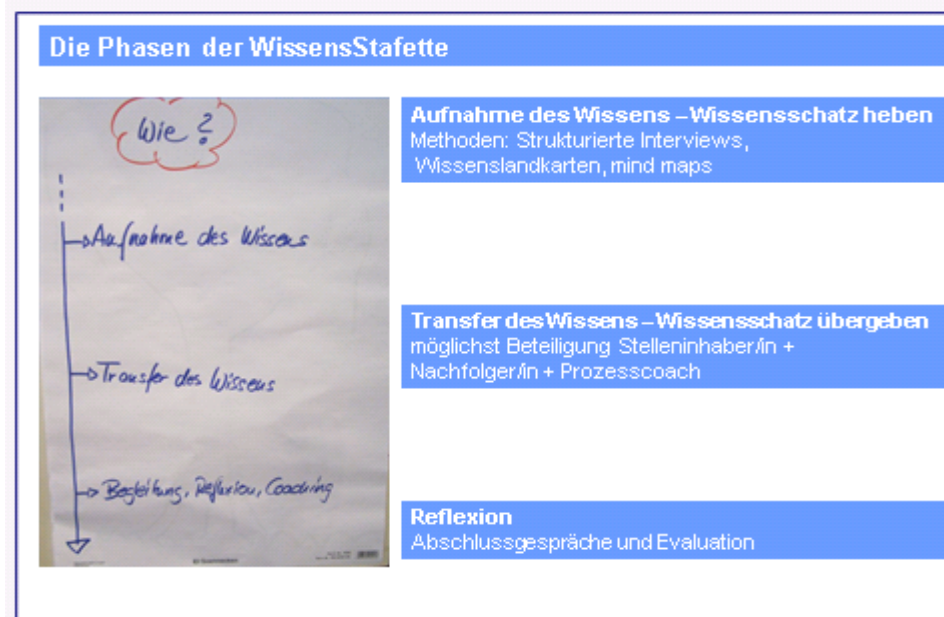 Die Phasen der WissensStafette
Wie?
Aufnahme des Wissens
Transfer des Wissens
Begleitung, Reflexion, Coaching
Aufnahme des Wissens – Wissensschatz heben
Methoden: Strukturierte Interviews,
Wissenslandkarten, mind maps
Transfer des Wissens – Wissensschatz übergeben
möglichst Beteiligung Stelleninhaber/in +
Nachfolger/in + Prozesscoach
Reflexion
Abschlussgespräche und Evaluation